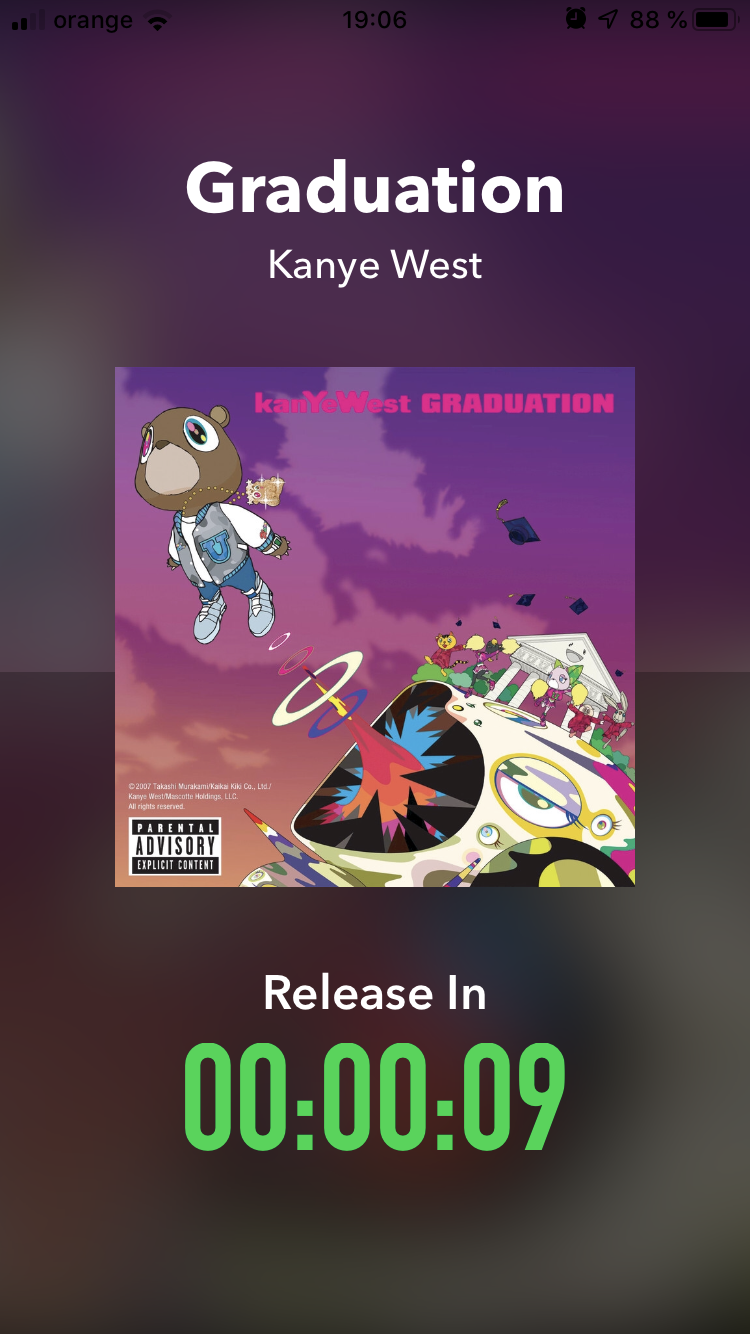 orange 19:06 88 %
Graduation
Kanye West
kanYeWest GRADUATION
U
©2007 Takashi Murakami/Kaikai Kiki Co., Ltd./
Kanye West/Mascotte Holdings, LLC.
All rights reserved.
PARENTAL
ADVISORY
EXPLICIT CONTENT
Release In
00:00:09